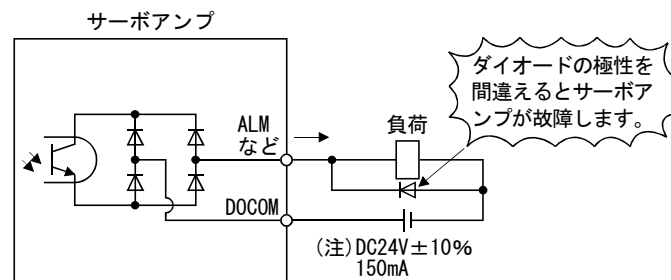 サーボアンプ
ダイオードの極性を
間違えるとサーボア
ンプが故障します。
ALM
など
負荷
DOCOM
(注)DC24V±10%
150mA